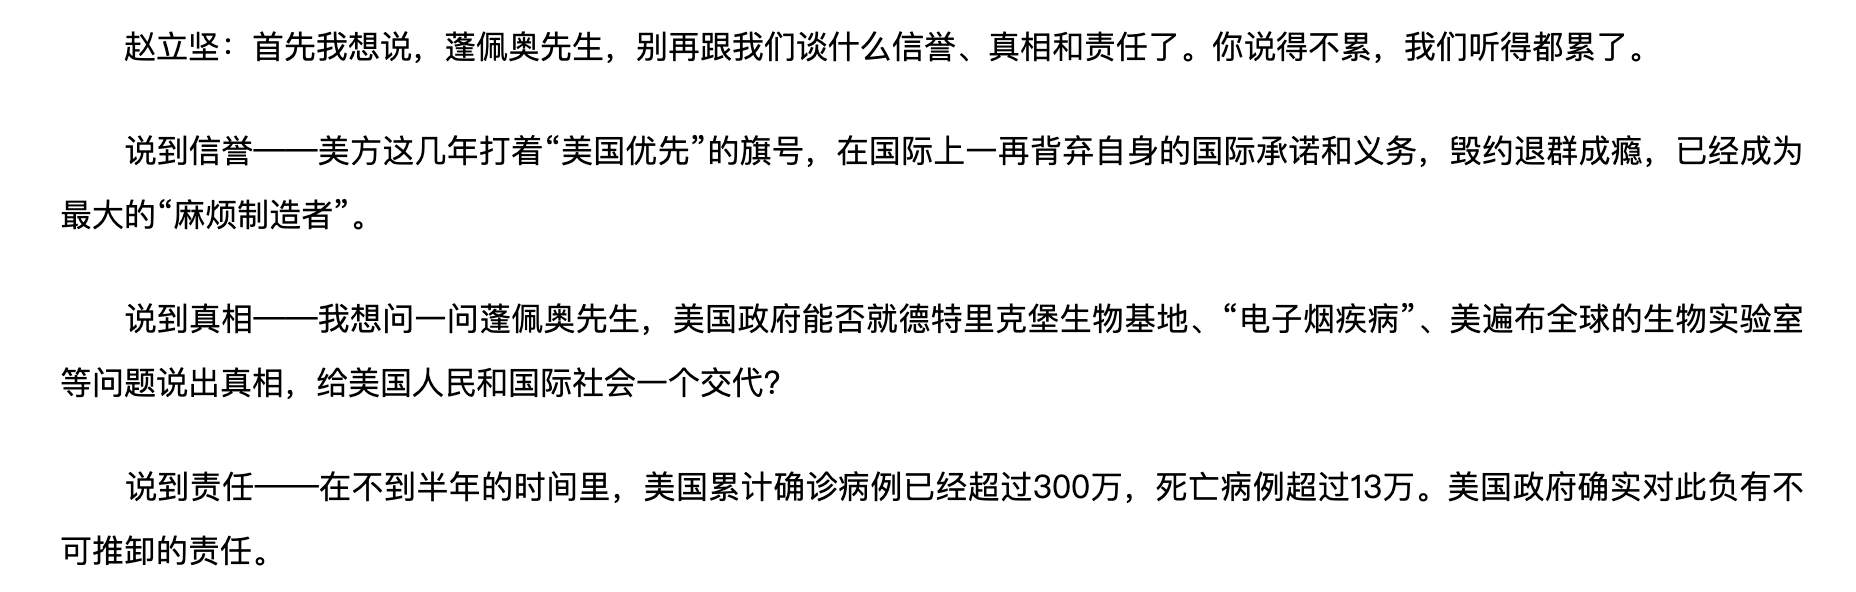 赵立坚：首先我想说，蓬佩奥先生，别再跟我们谈什么信誉、真相和责任了。你说得不累，我们听得都累了。
说到信誉——美方这几年打着“美国优先”的旗号，在国际上一再背弃自身的国际承诺和义务，毁约退群成瘾，已经成为
最大的“麻烦制造者”。
说到真相——我想问一问蓬佩奥先生，美国政府能否就德特里克堡生物基地、“电子烟疾病”、美遍布全球的生物实验室
等问题说出真相，给美国人民和国际社会一个交代?
说到责任——在不到半年的时间里，美国累计确诊病例已经超过300万，死亡病例超过13万。美国政府确实对此负有不
可推卸的责任。